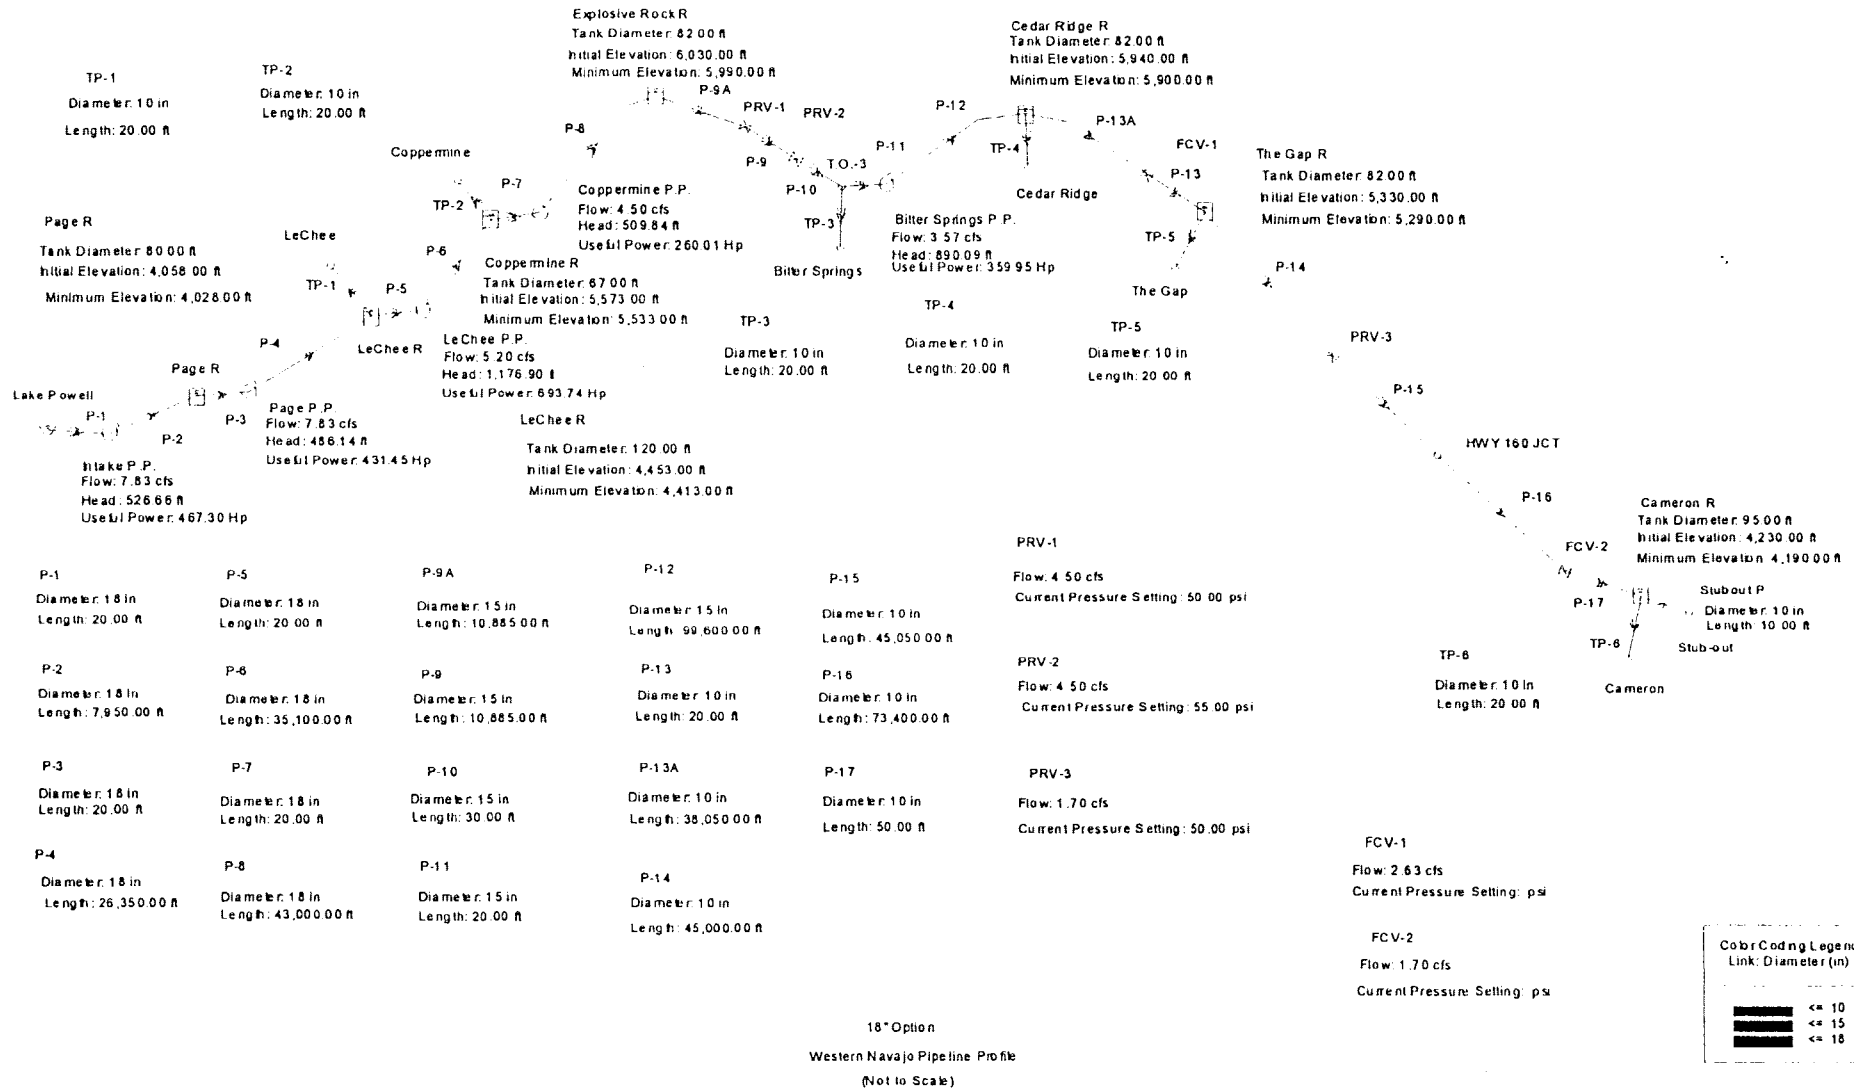 Explosive Rock R
Tank Diameter: 82.00 ft
Initial Elevation: 6,030.00 ft
Minimum Elevation: 5,990.00 ft
Cedar Ridge R
Tank Diameter: 82.00 ft
Initial Elevation: 5,940.00 ft
Minimum Elevation: 5,900.00 ft
TP-1
Diameter: 10 in
Length: 20.00 ft
TP-2
Diameter: 10 in
Length: 20.00 ft
P-9A
PRV-1
PRV-2
P-12
P-13A
P-8
P-9
T.O.-3
P-11
TP-4
FCV-1
P-13
P-10
TP-3
Cedar Ridge
The Gap R
Tank Diameter: 82.00 ft
Initial Elevation: 5,330.00 ft
Minimum Elevation: 5,290.00 ft
Coppermine
P-7
TP-2
Coppermine P.P.
Flow: 4.50 cfs
Head: 509.84 ft
Useful Power: 260.01 Hp
Bitter Springs P.P.
Flow: 3.57 cfs
Head: 890.09 ft
Useful Power: 359.95 Hp
Bitter Springs
TP-5
The Gap
P-14
Page R
Tank Diameter: 80.00 ft
Initial Elevation: 4,058.00 ft
Minimum Elevation: 4,028.00 ft
LeChee
TP-1
P-5
P-6
Coppermine R
Tank Diameter: 67.00 ft
Initial Elevation: 5,573.00 ft
Minimum Elevation: 5,533.00 ft
TP-3
Diameter: 10 in
Length: 20.00 ft
TP-4
Diameter: 10 in
Length: 20.00 ft
TP-5
Diameter: 10 in
Length: 20.00 ft
PRV-3
P-4
LeChee R
LeChee P.P.
Flow: 5.20 cfs
Head: 1,176.90 ft
Useful Power: 693.74 Hp
Lake Powell
P-1
P-2
Page R
P-3
Page P.P.
Flow: 7.83 cfs
Head: 486.14 ft
Useful Power: 431.45 Hp
LeChee R
Tank Diameter: 120.00 ft
Initial Elevation: 4,453.00 ft
Minimum Elevation: 4,413.00 ft
Intake P.P.
Flow: 7.83 cfs
Head: 526.66 ft
Useful Power: 467.30 Hp
P-15
HWY 160 JCT
P-16
FCV-2
P-17
Cameron R
Tank Diameter: 95.00 ft
Initial Elevation: 4,230.00 ft
Minimum Elevation: 4,190.00 ft
Stubout P
Diameter: 10 in
Length: 10.00 ft
Stub-out
TP-6
Cameron
TP-6
Diameter: 10 in
Length: 20.00 ft
P-1
Diameter: 18 in
Length: 20.00 ft
P-5
Diameter: 18 in
Length: 20.00 ft
P-9A
Diameter: 15 in
Length: 10,885.00 ft
P-12
Diameter: 15 in
Length: 99,600.00 ft
P-15
Diameter: 10 in
Length: 45,050.00 ft
PRV-1
Flow: 4.50 cfs
Current Pressure Setting: 50.00 psi
P-2
Diameter: 18 in
Length: 7,950.00 ft
P-6
Diameter: 18 in
Length: 35,100.00 ft
P-9
Diameter: 15 in
Length: 10,885.00 ft
P-13
Diameter: 10 in
Length: 20.00 ft
P-16
Diameter: 10 in
Length: 73,400.00 ft
PRV-2
Flow: 4.50 cfs
Current Pressure Setting: 55.00 psi
P-3
Diameter: 18 in
Length: 20.00 ft
P-7
Diameter: 18 in
Length: 20.00 ft
P-10
Diameter: 15 in
Length: 30.00 ft
P-13A
Diameter: 10 in
Length: 38,050.00 ft
P-17
Diameter: 10 in
Length: 50.00 ft
PRV-3
Flow: 1.70 cfs
Current Pressure Setting: 50.00 psi
P-4
Diameter: 18 in
Length: 26,350.00 ft
P-8
Diameter: 18 in
Length: 43,000.00 ft
P-11
Diameter: 15 in
Length: 20.00 ft
P-14
Diameter: 10 in
Length: 45,000.00 ft
FCV-1
Flow: 2.63 cfs
Current Pressure Setting: psi
FCV-2
Flow: 1.70 cfs
Current Pressure Setting: psi
Color Coding Legend
Link: Diameter (in)
<= 10
<= 15
<= 18
18" Option
Western Navajo Pipeline Profile
(Not to Scale)